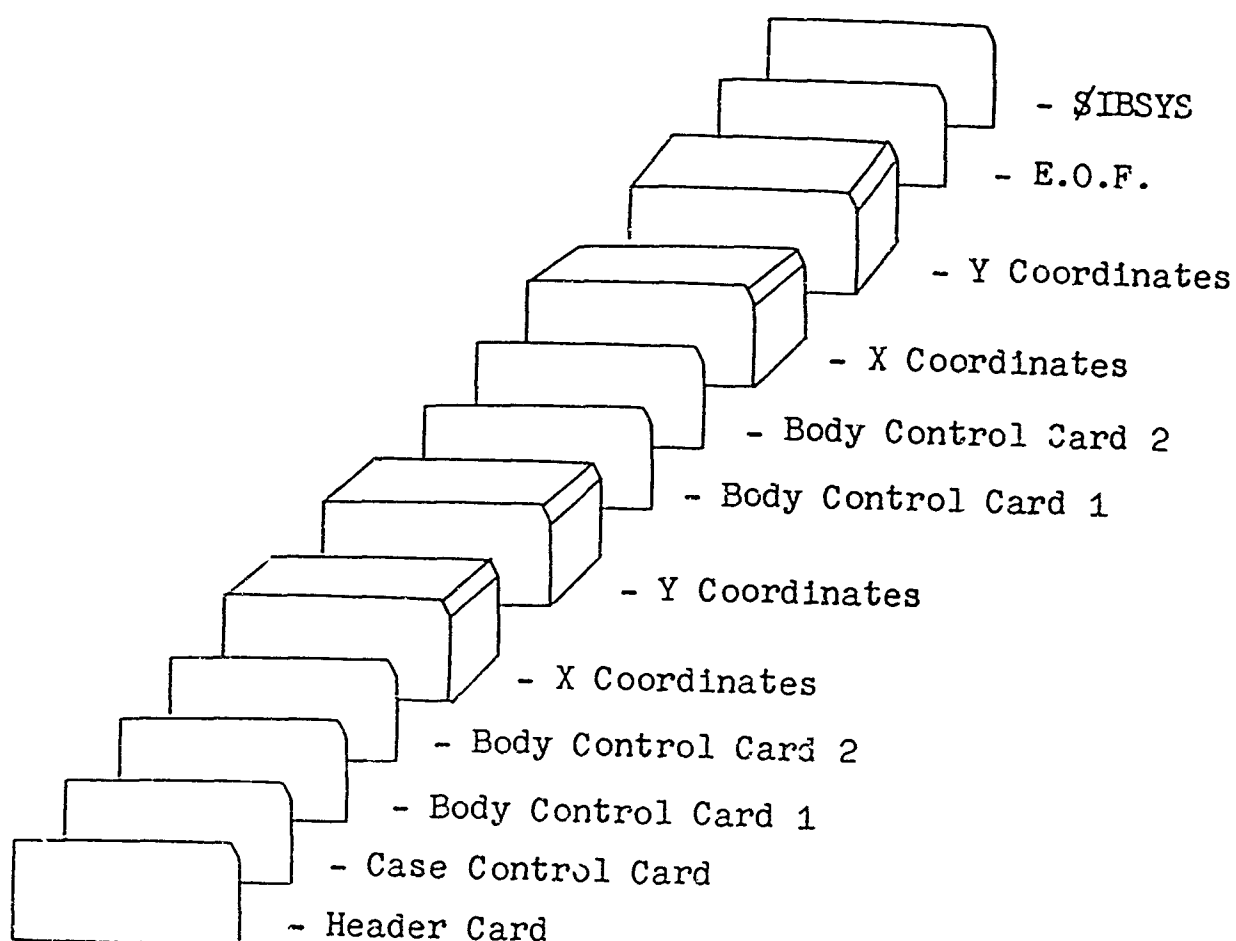 - $IBSYS
- E.O.F.
- Y Coordinates
- X Coordinates
- Body Control Card 2
- Body Control Card 1
- Y Coordinates
- X Coordinates
- Body Control Card 2
- Body Control Card 1
- Case Control Card
- Header Card